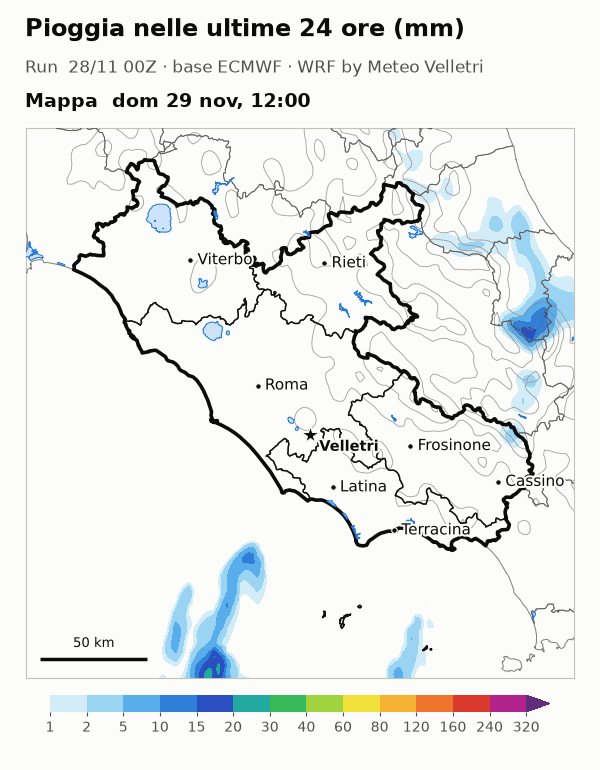 Pioggia nelle ultime 24 ore (mm)
Run  28/11 00Z · base ECMWF · WRF by Meteo Velletri
Mappa  dom 29 nov, 12:00
Viterbo
Rieti
Roma
Velletri
Frosinone
Cassino
Latina
Terracina
50 km
1 2 5 10 15 20 30 40 60 80 120 160 240 320